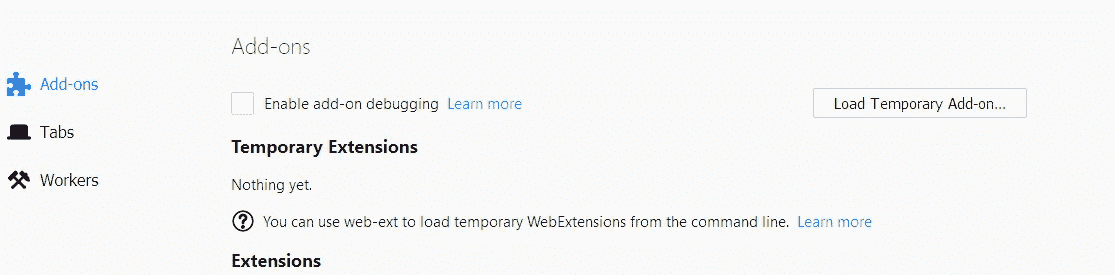 Add-ons
Add-ons
Enable add-on debugging Learn more
Load Temporary Add-on...
Tabs
Temporary Extensions
Workers
Nothing yet.
You can use web-ext to load temporary WebExtensions from the command line. Learn more
Extensions